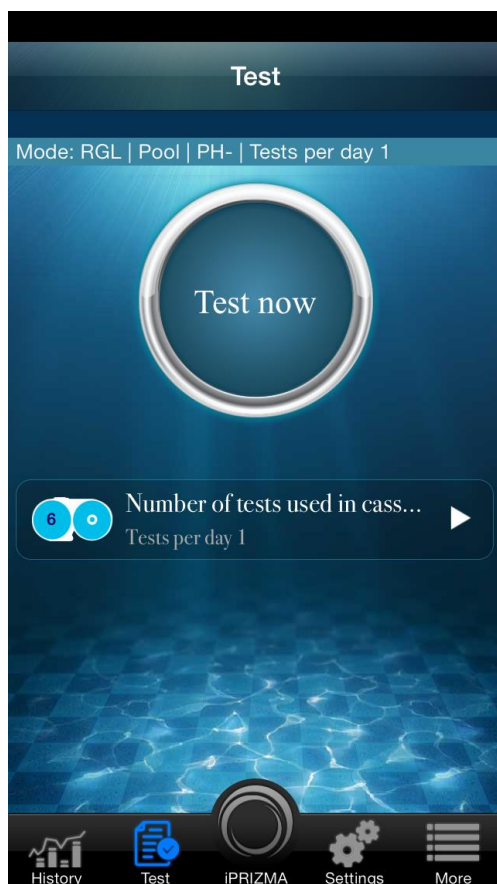 Test
Mode: RGL | Pool | PH- | Tests per day 1
Test now
6
Number of tests used in cass...
Tests per day 1
History Test iPRIZMA Settings More